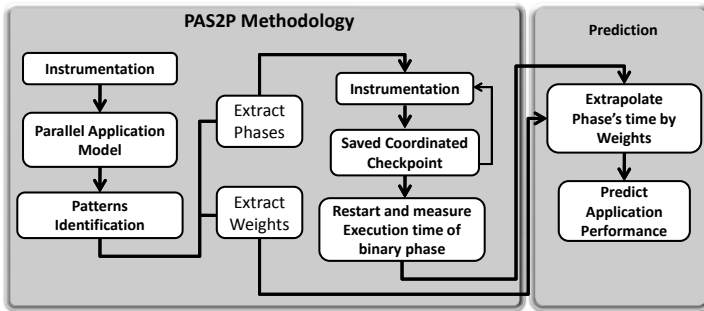 PAS2P Methodology
Instrumentation
Parallel Application
Model
Patterns
Identification
Extract
Phases
Extract
Weights
Instrumentation
Saved Coordinated
Checkpoint
Restart and measure
Execution time of
binary phase
Prediction
Extrapolate
Phase's time by
Weights
Predict
Application
Performance